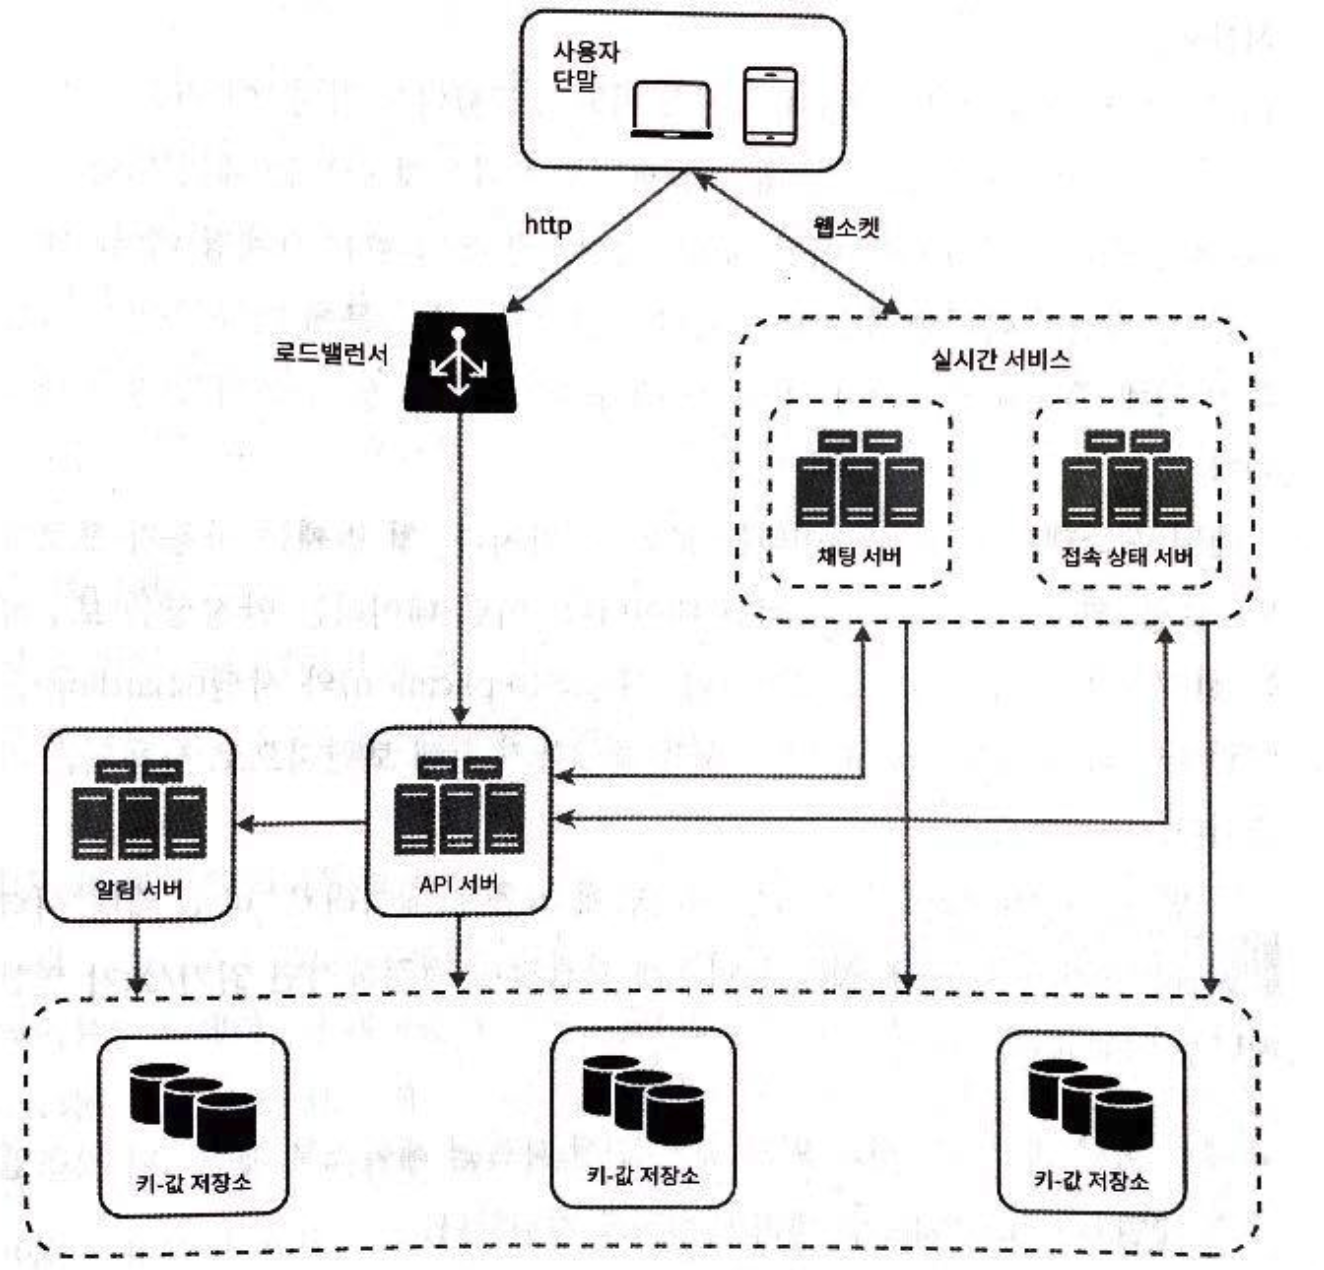 사용자
단말
http
웹소켓
로드밸런서
실시간 서비스
채팅 서버
접속 상태 서버
알림 서버
API 서버
키-값 저장소
키-값 저장소
키-값 저장소